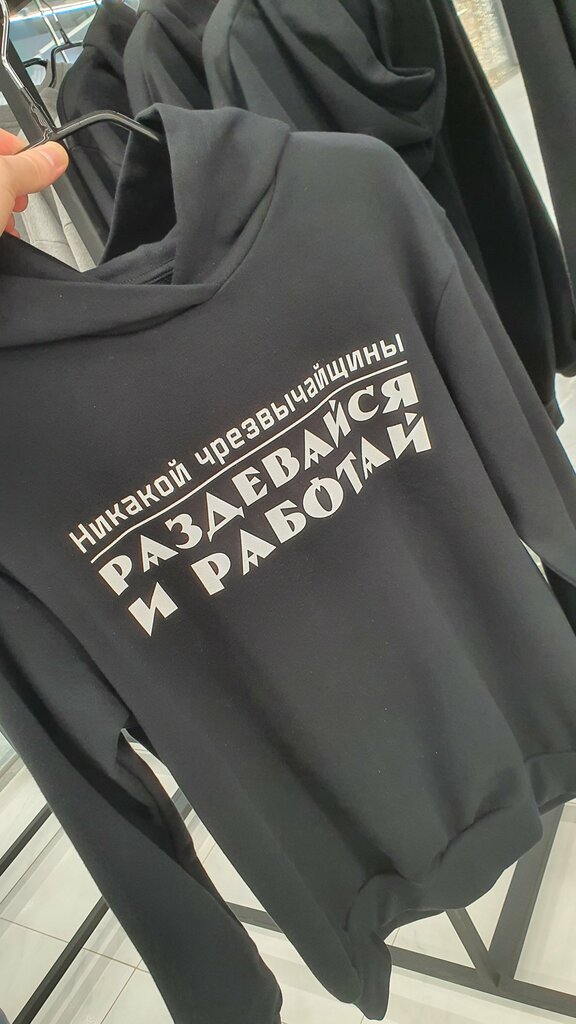 Никакой чрезвычайщины
РАЗДЕВАЙСЯ
И РАБОТАЙ